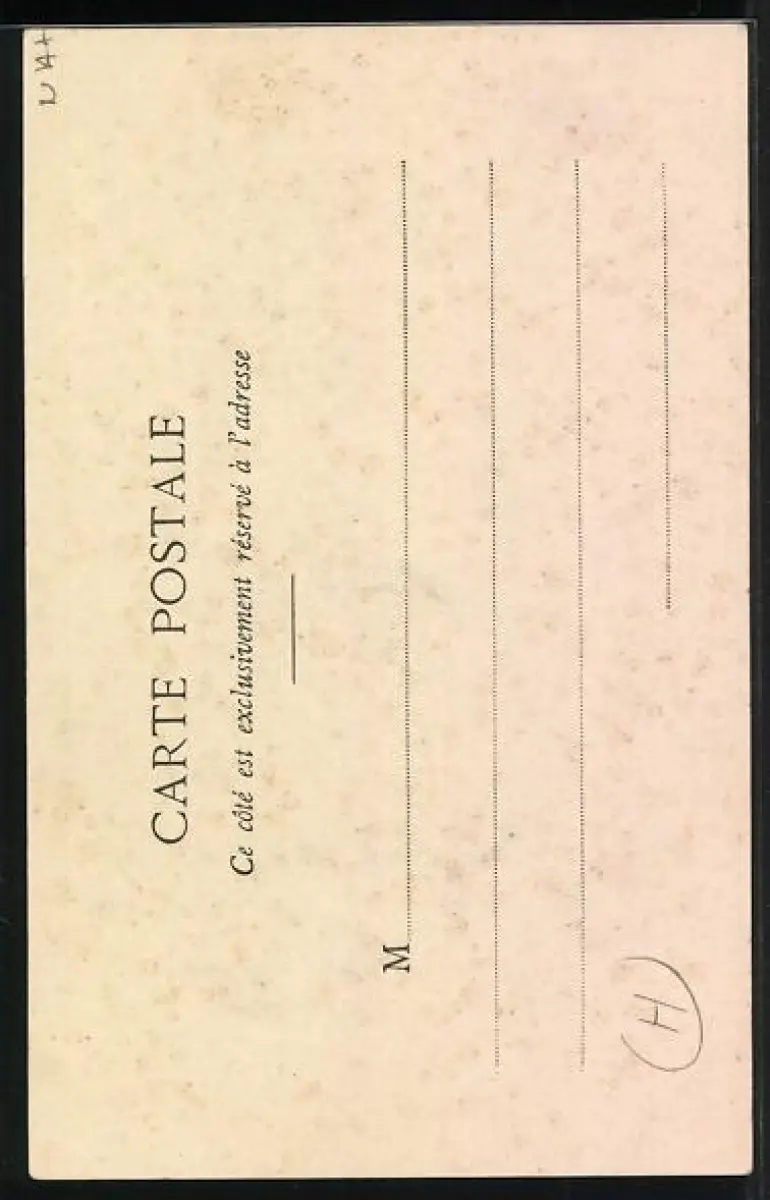 CARTE POSTALE
Ce côté est exclusivement réservé à l'adresse
M
H